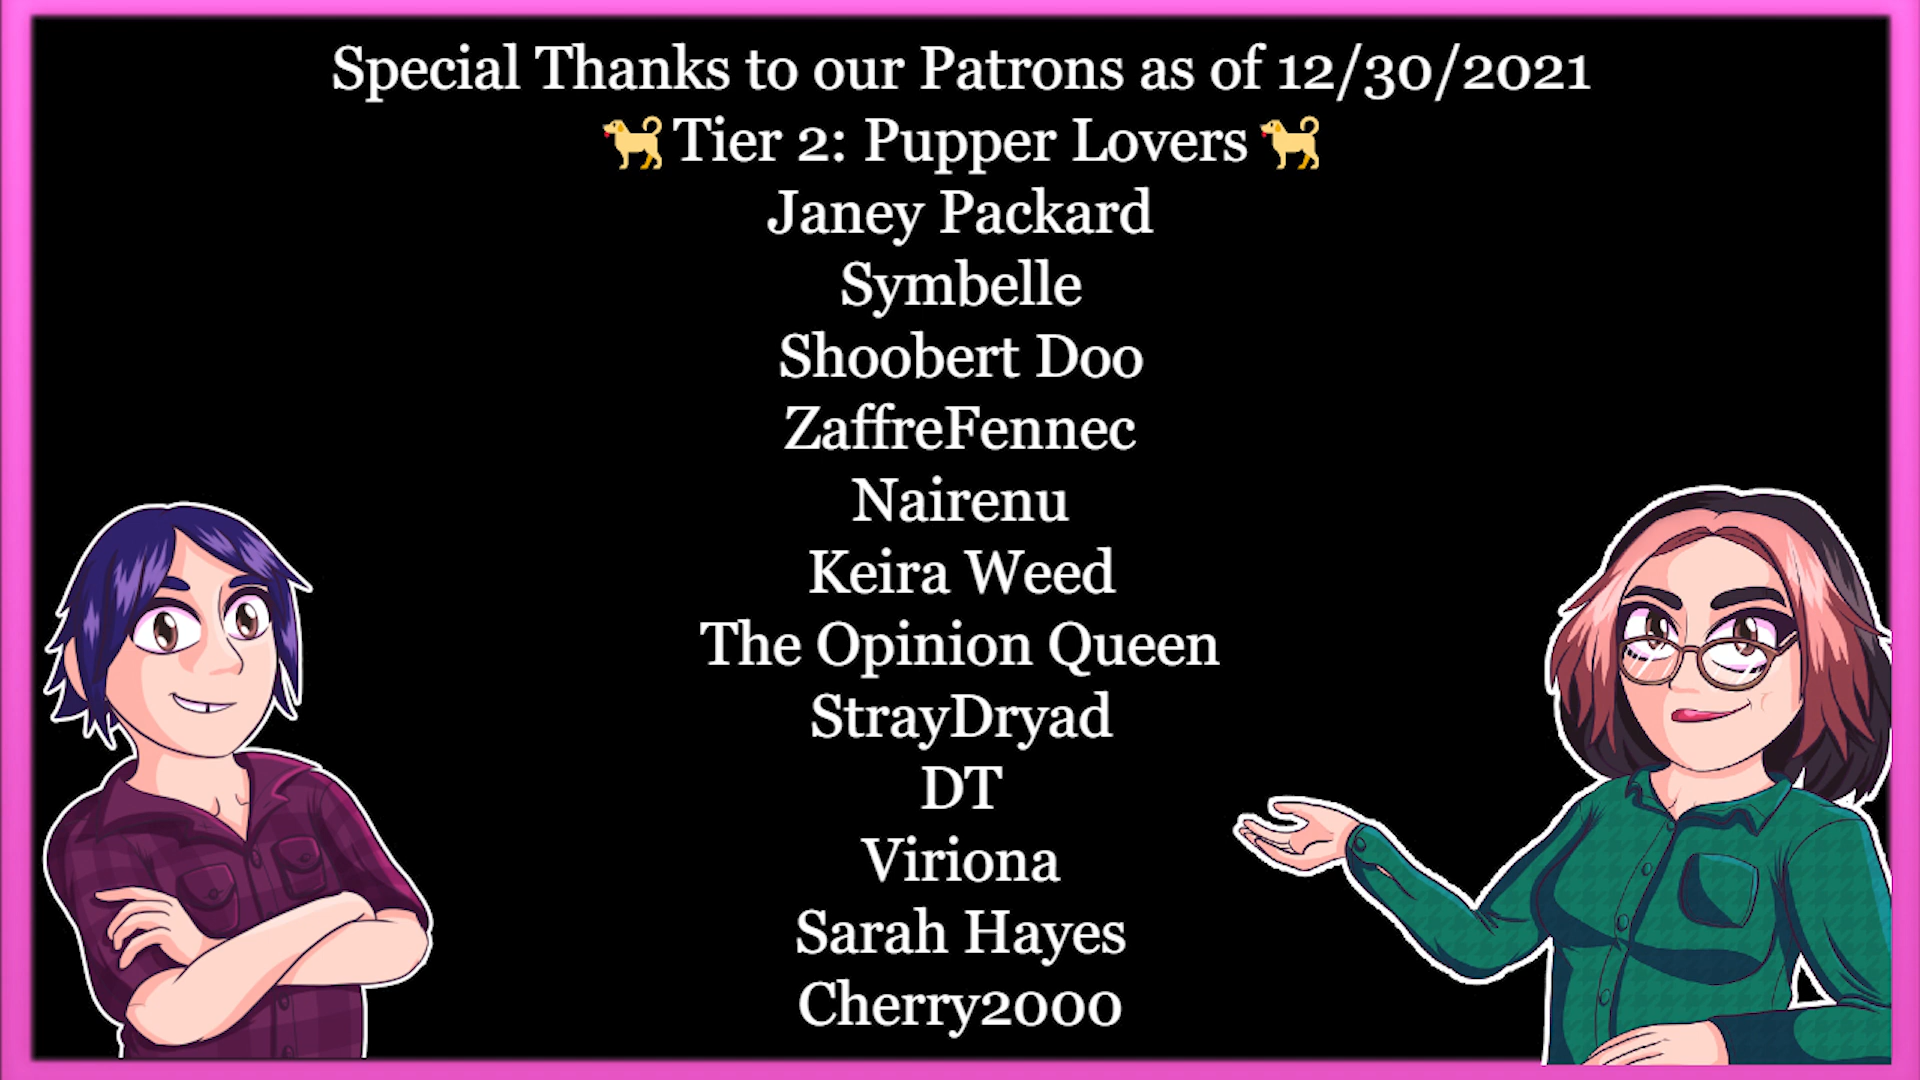 Special Thanks to our Patrons as of 12/30/2021
🐕Tier 2: Pupper Lovers🐕
Janey Packard
Symbelle
Shoobert Doo
ZaffreFennec
Nairenu
Keira Weed
The Opinion Queen
StrayDryad
DT
Viriona
Sarah Hayes
Cherry2000